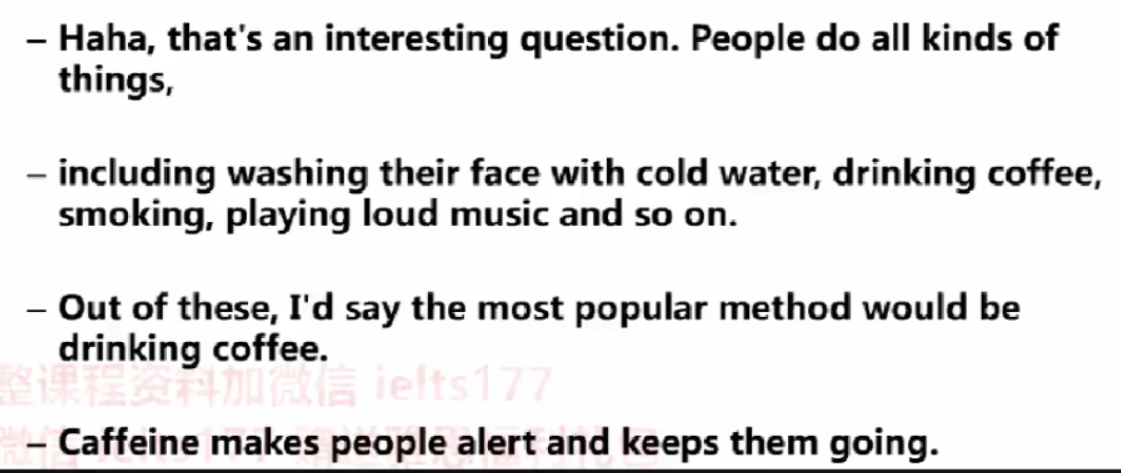 – Haha, that's an interesting question. People do all kinds of
things,
– including washing their face with cold water, drinking coffee,
smoking, playing loud music and so on.
– Out of these, I'd say the most popular method would be
drinking coffee.
整课程资料加微信 ielts177
– Caffeine makes people alert and keeps them going.